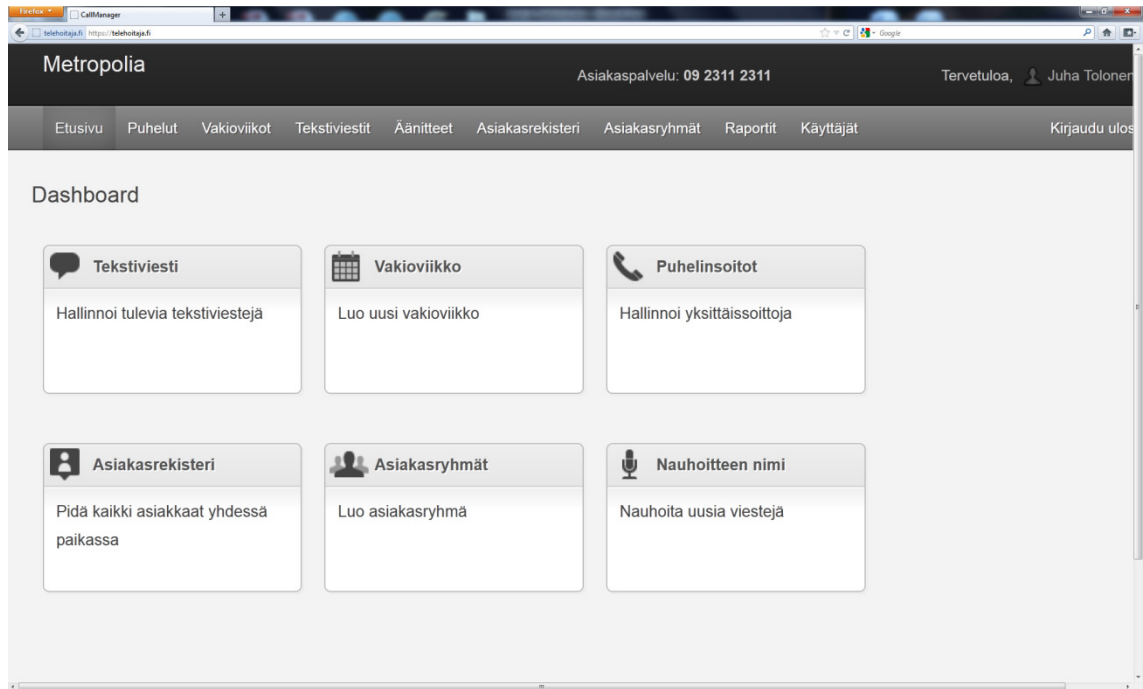 Firefox
CallManager
telehoitaja.fi https://telehoitaja.fi
Google
Metropolia
Asiakaspalvelu: 09 2311 2311
Tervetuloa, Juha Tolonen
Etusivu Puhelut Vakioviikot Tekstiviestit Äänitteet Asiakasrekisteri Asiakasryhmät Raportit Käyttäjät Kirjaudu ulos
Dashboard
Tekstiviesti Vakioviikko Puhelinsoitot
Hallinnoi tulevia tekstiviestejä Luo uusi vakioviikko Hallinnoi yksittäissoittoja
Asiakasrekisteri Asiakasryhmät Nauhoitteen nimi
Pidä kaikki asiakkaat yhdessä Luo asiakasryhmä Nauhoita uusia viestejä
paikassa